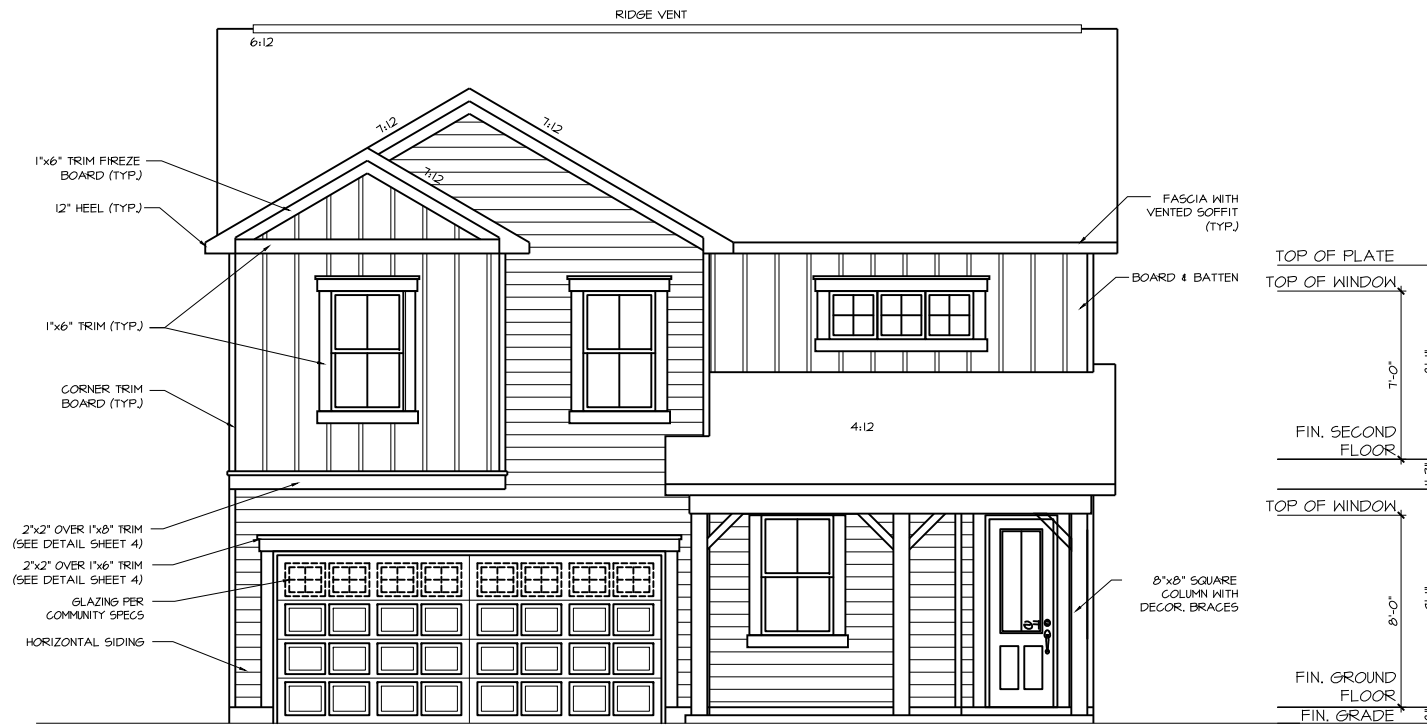 RIDGE VENT
6:12
7:12
7:12
7:12
1"x6" TRIM FIREZE
BOARD (TYP.)
12" HEEL (TYP.)
1"x6" TRIM (TYP.)
CORNER TRIM
BOARD (TYP.)
2"x2" OVER 1"x8" TRIM
(SEE DETAIL SHEET 4)
2"x2" OVER 1"x6" TRIM
(SEE DETAIL SHEET 4)
GLAZING PER
COMMUNITY SPECS
HORIZONTAL SIDING
4:12
FASCIA WITH
VENTED SOFFIT
(TYP.)
BOARD & BATTEN
8"x8" SQUARE
COLUMN WITH
DECOR. BRACES
TOP OF PLATE
TOP OF WINDOW
7'-0"
FIN. SECOND
FLOOR
TOP OF WINDOW
8'-0"
FIN. GROUND
FLOOR
FIN. GRADE